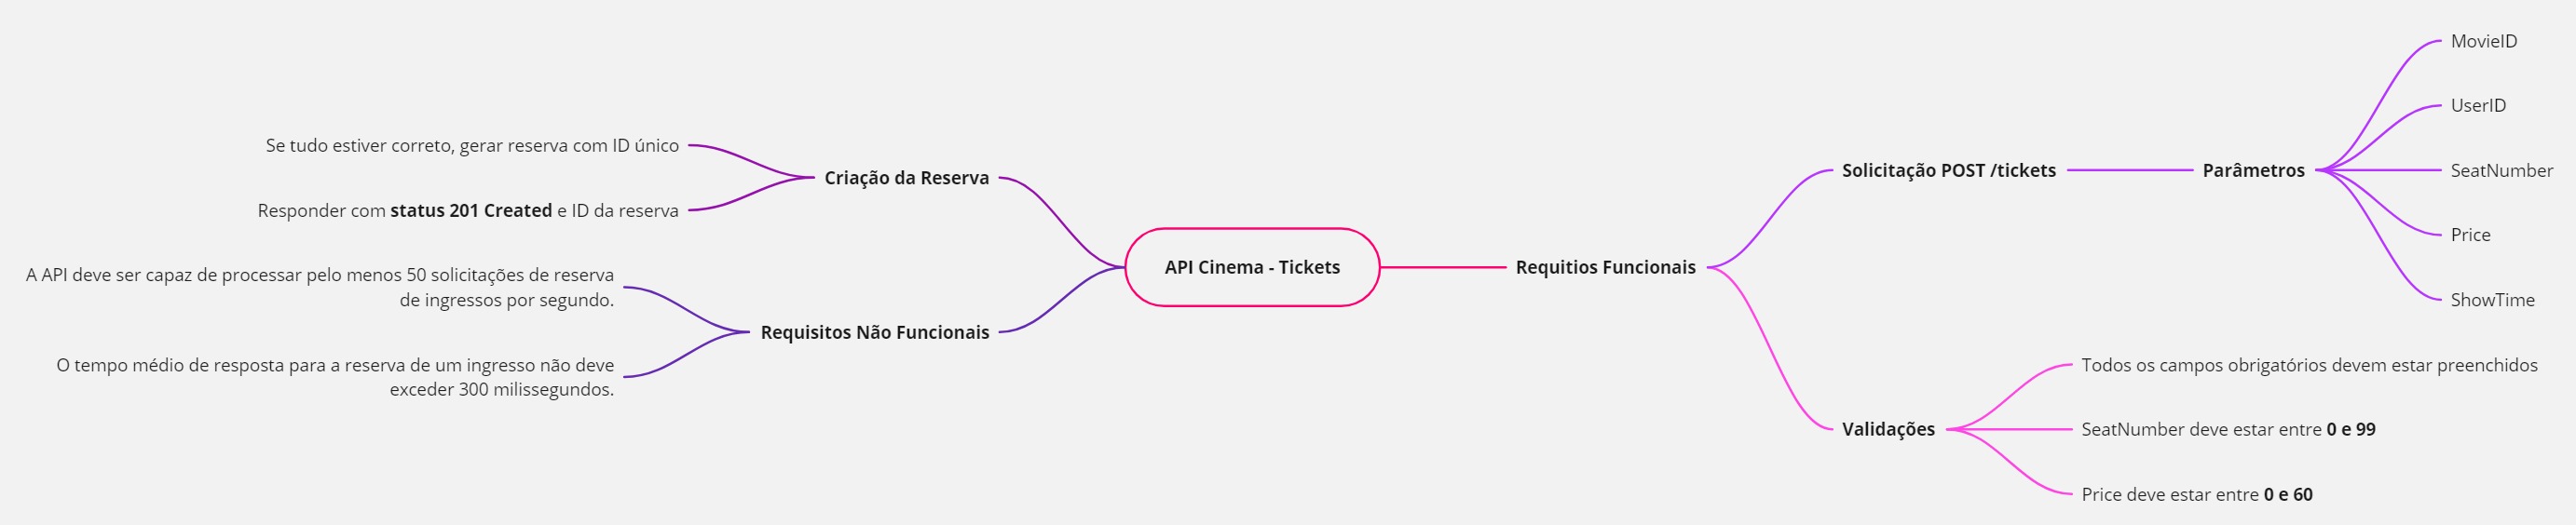 Se tudo estiver correto, gerar reserva com ID único
Responder com status 201 Created e ID da reserva
Criação da Reserva
A API deve ser capaz de processar pelo menos 50 solicitações de reserva
de ingressos por segundo.
O tempo médio de resposta para a reserva de um ingresso não deve
exceder 300 milissegundos.
Requisitos Não Funcionais
API Cinema - Tickets
Requitios Funcionais
Solicitação POST /tickets
Parâmetros
MovieID
UserID
SeatNumber
Price
ShowTime
Validações
Todos os campos obrigatórios devem estar preenchidos
SeatNumber deve estar entre 0 e 99
Price deve estar entre 0 e 60